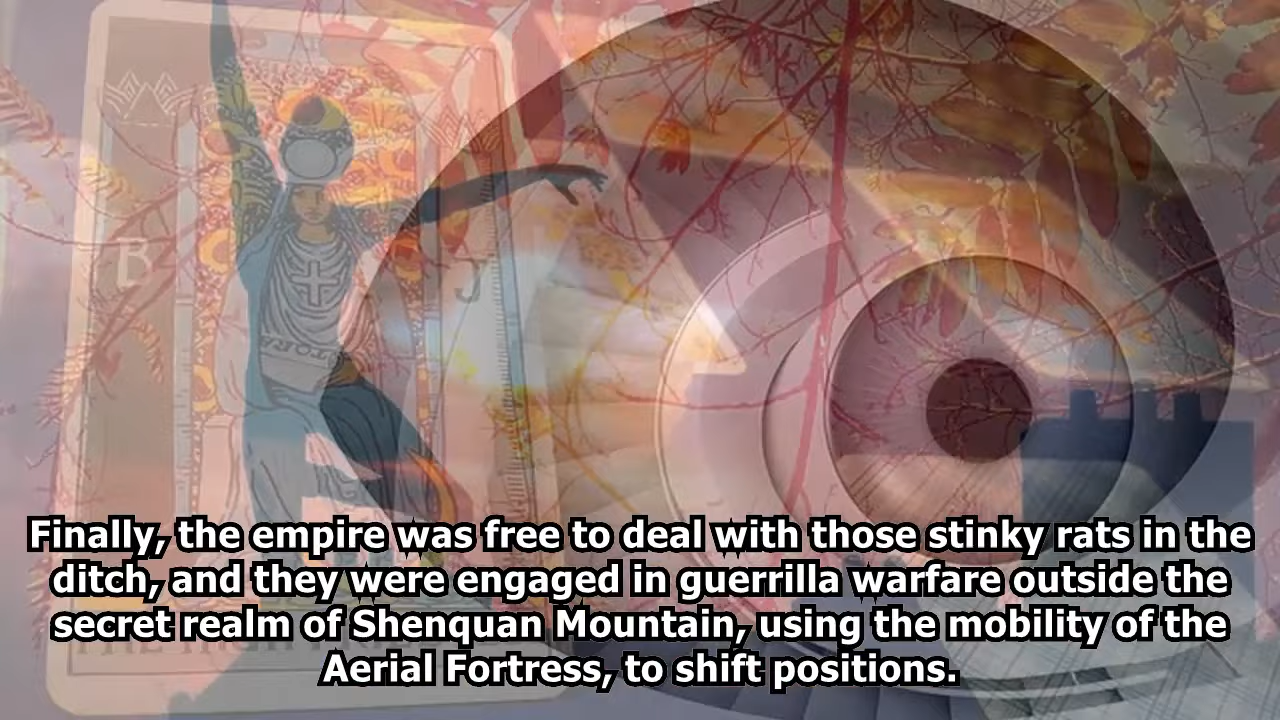 B
J
TORA
Finally, the empire was free to deal with those stinky rats in the
ditch, and they were engaged in guerrilla warfare outside the
secret realm of Shenquan Mountain, using the mobility of the
Aerial Fortress, to shift positions.